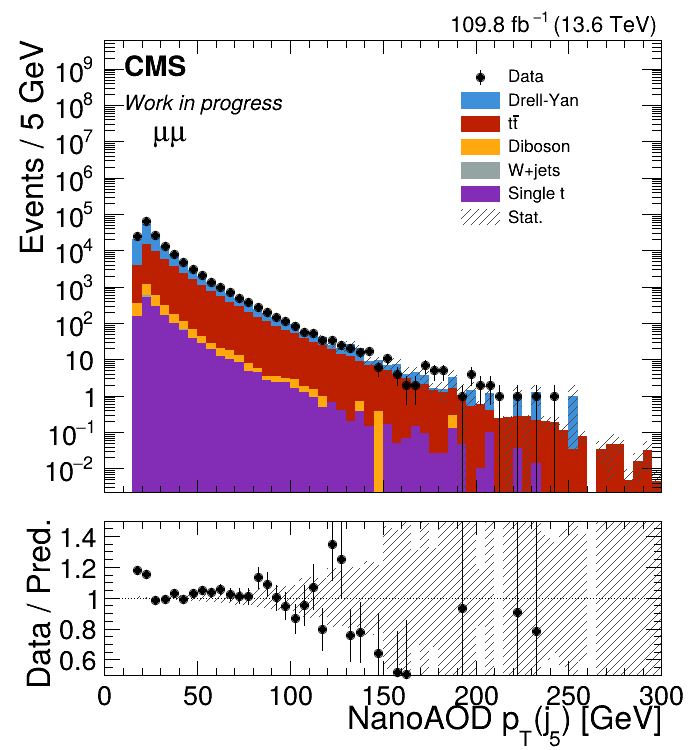 109.8 fb⁻¹ (13.6 TeV)
CMS
Work in progress
μμ
Data
Drell-Yan
tt̅
Diboson
W+jets
Single t
Stat.
Events / 5 GeV
10⁹
10⁸
10⁷
10⁶
10⁵
10⁴
10³
10²
10
1
10⁻¹
10⁻²
Data / Pred.
1.4
1.2
1
0.8
0.6
0 50 100 150 200 250 300
NanoAOD p_T(j_5) [GeV]